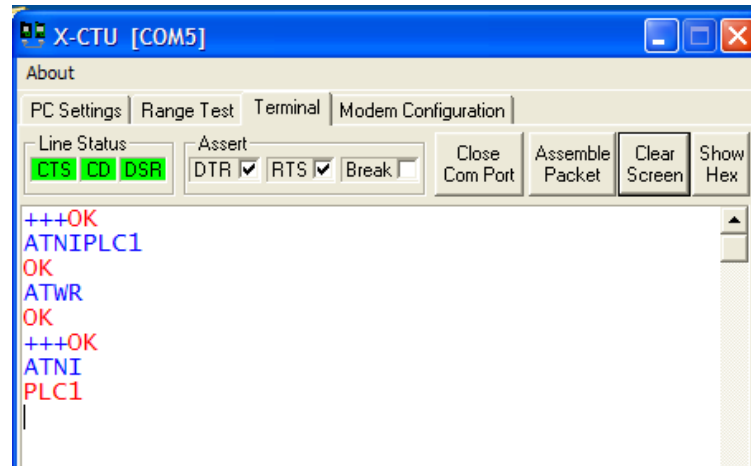 X-CTU [COM5]
About
PC Settings Range Test Terminal Modem Configuration
Line Status Assert
CTS CD DSR DTR RTS Break Close Com Port Assemble Packet Clear Screen Show Hex
+++OK
ATNIPLC1
OK
ATWR
OK
+++OK
ATNI
PLC1